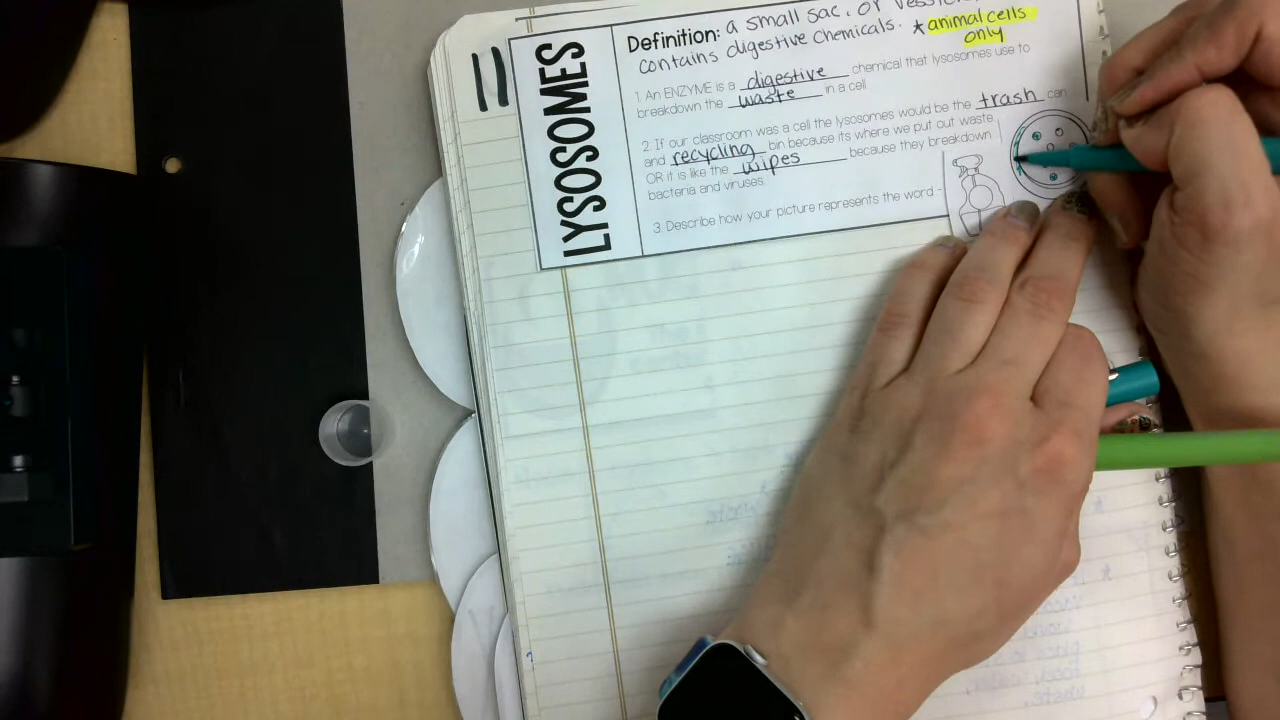 11
LYSOSOMES
Definition: a small sac, or
contains digestive chemicals. * animal cells
only
1. An ENZYME is a digestive chemical that lysosomes use to
breakdown the waste in a cell
2. If our classroom was a cell the lysosomes would be the trash can
and recycling bin because its where we put out waste
OR it is like the wipes because they breakdown
bacteria and viruses.
3. Describe how your picture represents the word -